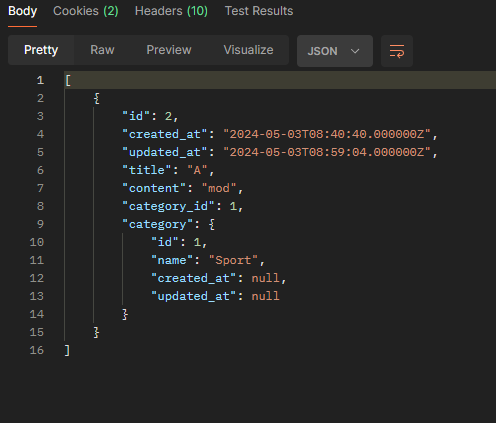 Body Cookies (2) Headers (10) Test Results
Pretty Raw Preview Visualize JSON
1 [
2 {
3 "id": 2,
4 "created_at": "2024-05-03T08:40:40.000000Z",
5 "updated_at": "2024-05-03T08:59:04.000000Z",
6 "title": "A",
7 "content": "mod",
8 "category_id": 1,
9 "category": {
10 "id": 1,
11 "name": "Sport",
12 "created_at": null,
13 "updated_at": null
14 }
15 }
16 ]